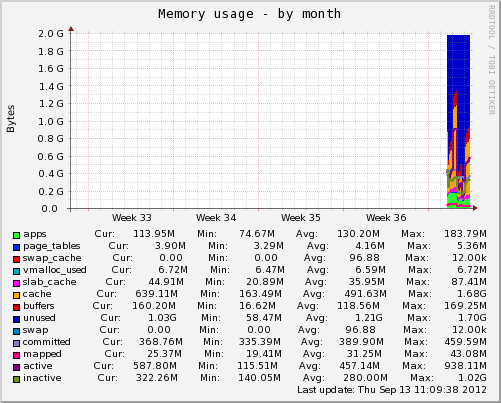 Memory usage - by month
RRDTOOL / TOBI OETIKER
Bytes
2.0 G
1.8 G
1.6 G
1.4 G
1.2 G
1.0 G
0.8 G
0.6 G
0.4 G
0.2 G
0.0
Week 33 Week 34 Week 35 Week 36
apps Cur: 113.95M Min: 74.67M Avg: 130.20M Max: 183.79M
page_tables Cur: 3.90M Min: 3.29M Avg: 4.16M Max: 5.36M
swap_cache Cur: 0.00 Min: 0.00 Avg: 96.88 Max: 12.00k
vmalloc_used Cur: 6.72M Min: 6.47M Avg: 6.59M Max: 6.72M
slab_cache Cur: 44.91M Min: 20.89M Avg: 35.95M Max: 87.41M
cache Cur: 639.11M Min: 163.49M Avg: 491.63M Max: 1.68G
buffers Cur: 160.20M Min: 16.62M Avg: 118.56M Max: 169.25M
unused Cur: 1.03G Min: 58.47M Avg: 1.21G Max: 1.70G
swap Cur: 0.00 Min: 0.00 Avg: 96.88 Max: 12.00k
committed Cur: 368.76M Min: 335.39M Avg: 389.90M Max: 459.59M
mapped Cur: 25.37M Min: 19.41M Avg: 31.25M Max: 43.08M
active Cur: 587.80M Min: 115.51M Avg: 457.14M Max: 938.11M
inactive Cur: 322.26M Min: 140.05M Avg: 280.00M Max: 1.02G
Last update: Thu Sep 13 11:09:38 2012